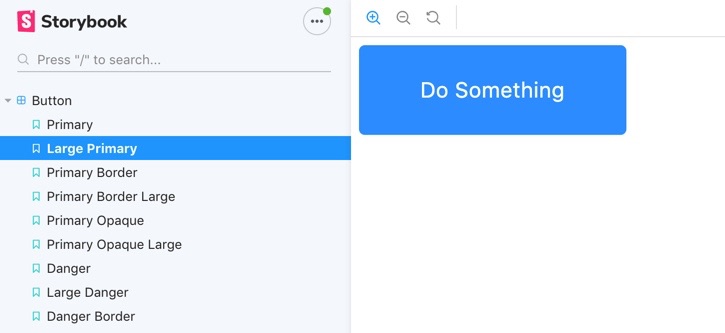 S Storybook
Press "/" to search...
Button
Primary
Large Primary
Primary Border
Primary Border Large
Primary Opaque
Primary Opaque Large
Danger
Large Danger
Danger Border
Do Something